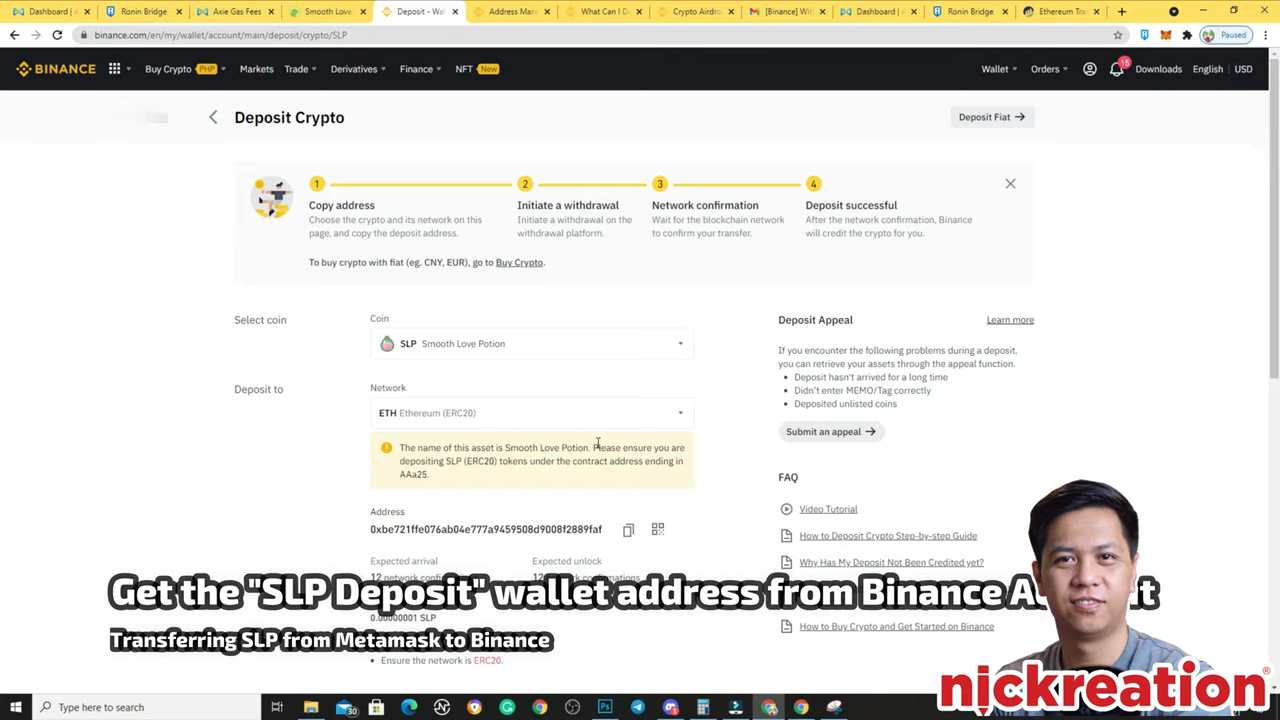 Dashboard | A
Ronin Bridge
Axie Gas Fees
Smooth Love
Deposit - Wal
Address Man
What Can I D
Crypto Airdro
[Binance] Wit
Dashboard | A
Ronin Bridge
Ethereum Tra
binance.com/en/my/wallet/account/main/deposit/crypto/SLP
Paused
BINANCE
Buy Crypto PHP
Markets
Trade
Derivatives
Finance
NFT New
Wallet
Orders
15
Downloads
English
USD
Deposit Crypto
Deposit Fiat →
1
2
3
4
Copy address
Initiate a withdrawal
Network confirmation
Deposit successful
Choose the crypto and its network on this
page, and copy the deposit address.
Initiate a withdrawal on the
withdrawal platform.
Wait for the blockchain network
to confirm your transfer.
After the network confirmation, Binance
will credit the crypto for you.
To buy crypto with fiat (eg. CNY, EUR), go to Buy Crypto.
Select coin
Coin
SLP Smooth Love Potion
Deposit to
Network
ETH Ethereum (ERC20)
The name of this asset is Smooth Love Potion. Please ensure you are
depositing SLP (ERC20) tokens under the contract address ending in
AAa25.
Address
0xbe721ffe076ab04e777a9459508d9008f2889faf
Expected arrival
Expected unlock
12 network
0.00000001 SLP
Ensure the network is ERC20.
Deposit Appeal
Learn more
If you encounter the following problems during a deposit,
you can retrieve your assets through the appeal function.
Deposit hasn't arrived for a long time
Didn't enter MEMO/Tag correctly
Deposited unlisted coins
Submit an appeal →
FAQ
Video Tutorial
How to Deposit Crypto Step-by-step Guide
Why Has My Deposit Not Been Credited yet?
How to Buy Crypto and Get Started on Binance
Get the "SLP Deposit" wallet address from Binance
Transferring SLP from Metamask to Binance
nickreation®
Type here to search
30